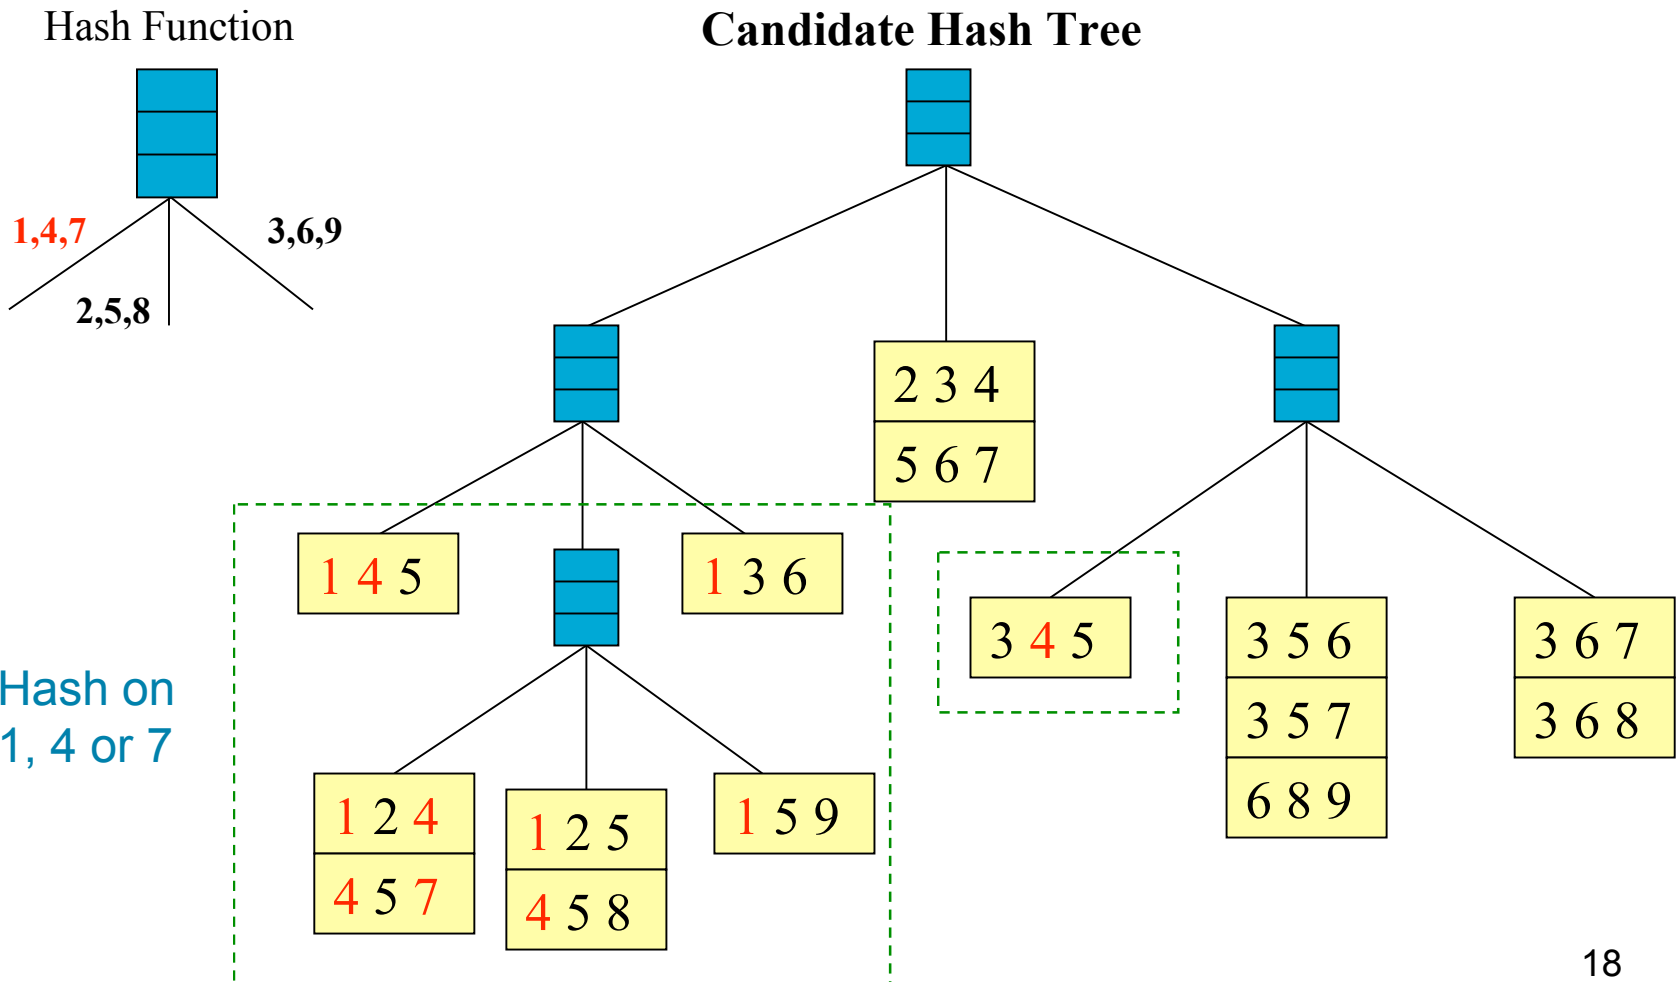 Hash Function
Candidate Hash Tree
1,4,7
3,6,9
2,5,8
2 3 4
5 6 7
1 4 5
1 3 6
3 4 5
3 5 6
3 5 7
6 8 9
3 6 7
3 6 8
Hash on
1, 4 or 7
1 2 4
4 5 7
1 2 5
4 5 8
1 5 9
18